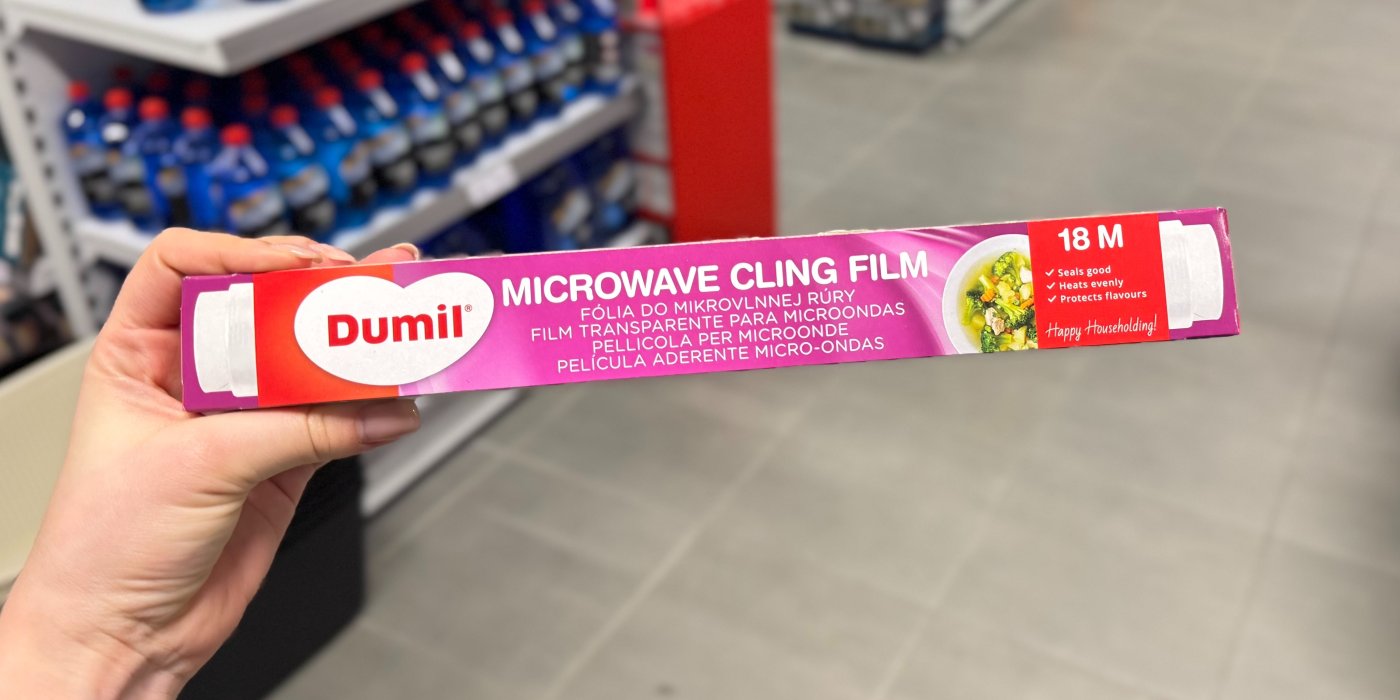 Dumil®
MICROWAVE CLING FILM
FÓLIA DO MIKROVLNNEJ RÚRY
FILM TRANSPARENTE PARA MICROONDAS
PELLICOLA PER MICROONDE
PELÍCULA ADERENTE MICRO-ONDAS
18 M
✓ Seals good
✓ Heats evenly
✓ Protects flavours
Happy Householding!